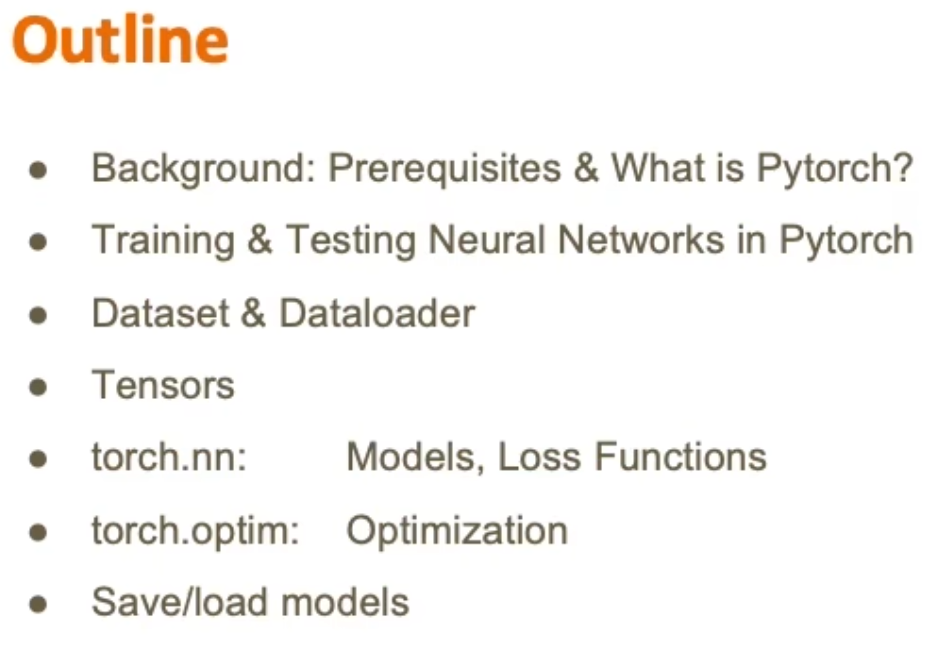 Outline
● Background: Prerequisites & What is Pytorch?
● Training & Testing Neural Networks in Pytorch
● Dataset & Dataloader
● Tensors
● torch.nn: Models, Loss Functions
● torch.optim: Optimization
● Save/load models